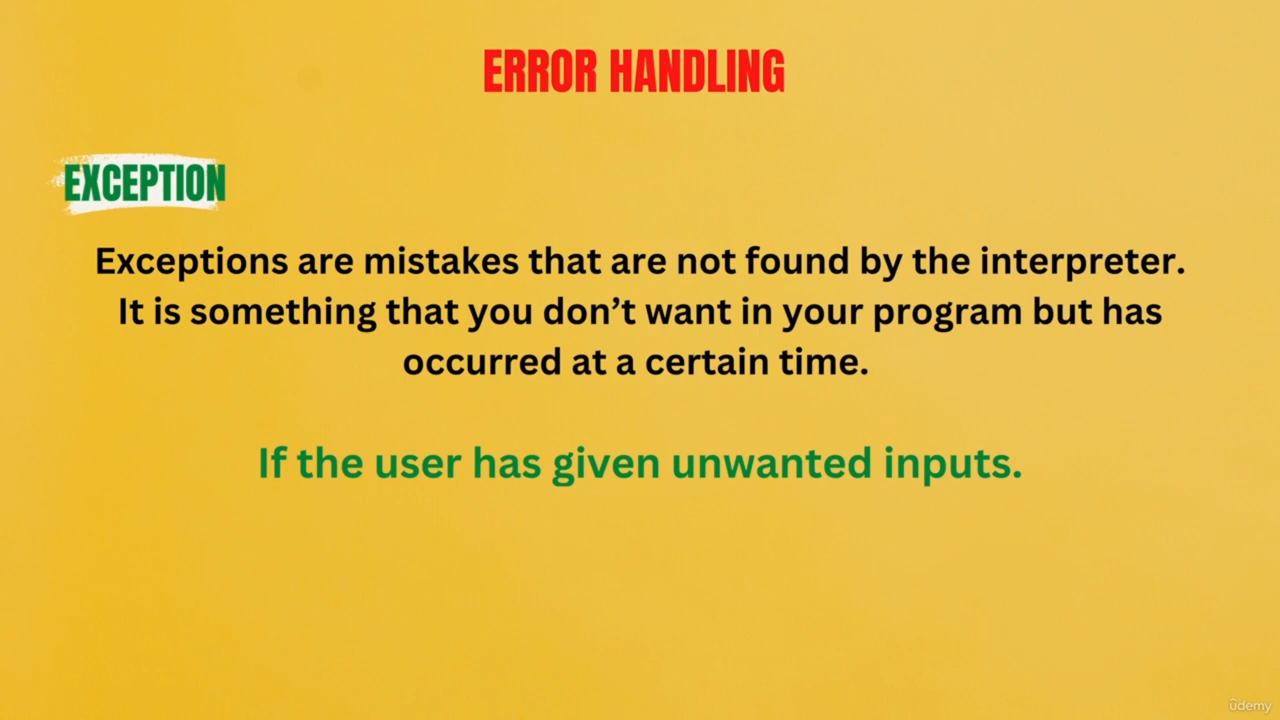 ERROR HANDLING
EXCEPTION
Exceptions are mistakes that are not found by the interpreter.
It is something that you don’t want in your program but has
occurred at a certain time.
If the user has given unwanted inputs.
ûdemy